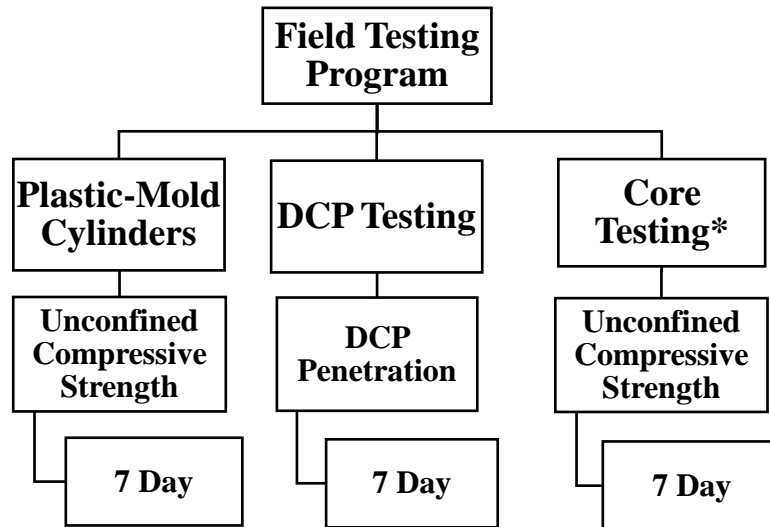 Field Testing
Program
Plastic-Mold
Cylinders
DCP Testing
Core
Testing*
Unconfined
Compressive
Strength
DCP
Penetration
Unconfined
Compressive
Strength
7 Day
7 Day
7 Day